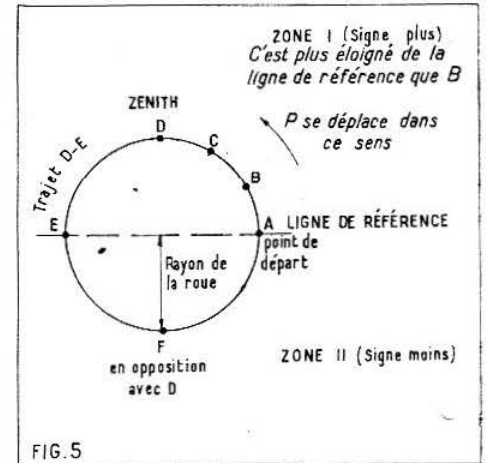 ZONE I (Signe plus)
C'est plus éloigné de la
ligne de référence que B
ZENITH
P se déplace dans
ce sens
D
C
B
Trajet D-E
E
A LIGNE DE RÉFÉRENCE
point de
départ
Rayon de
la roue
F
en opposition
avec D
ZONE II (Signe moins)
FIG.5